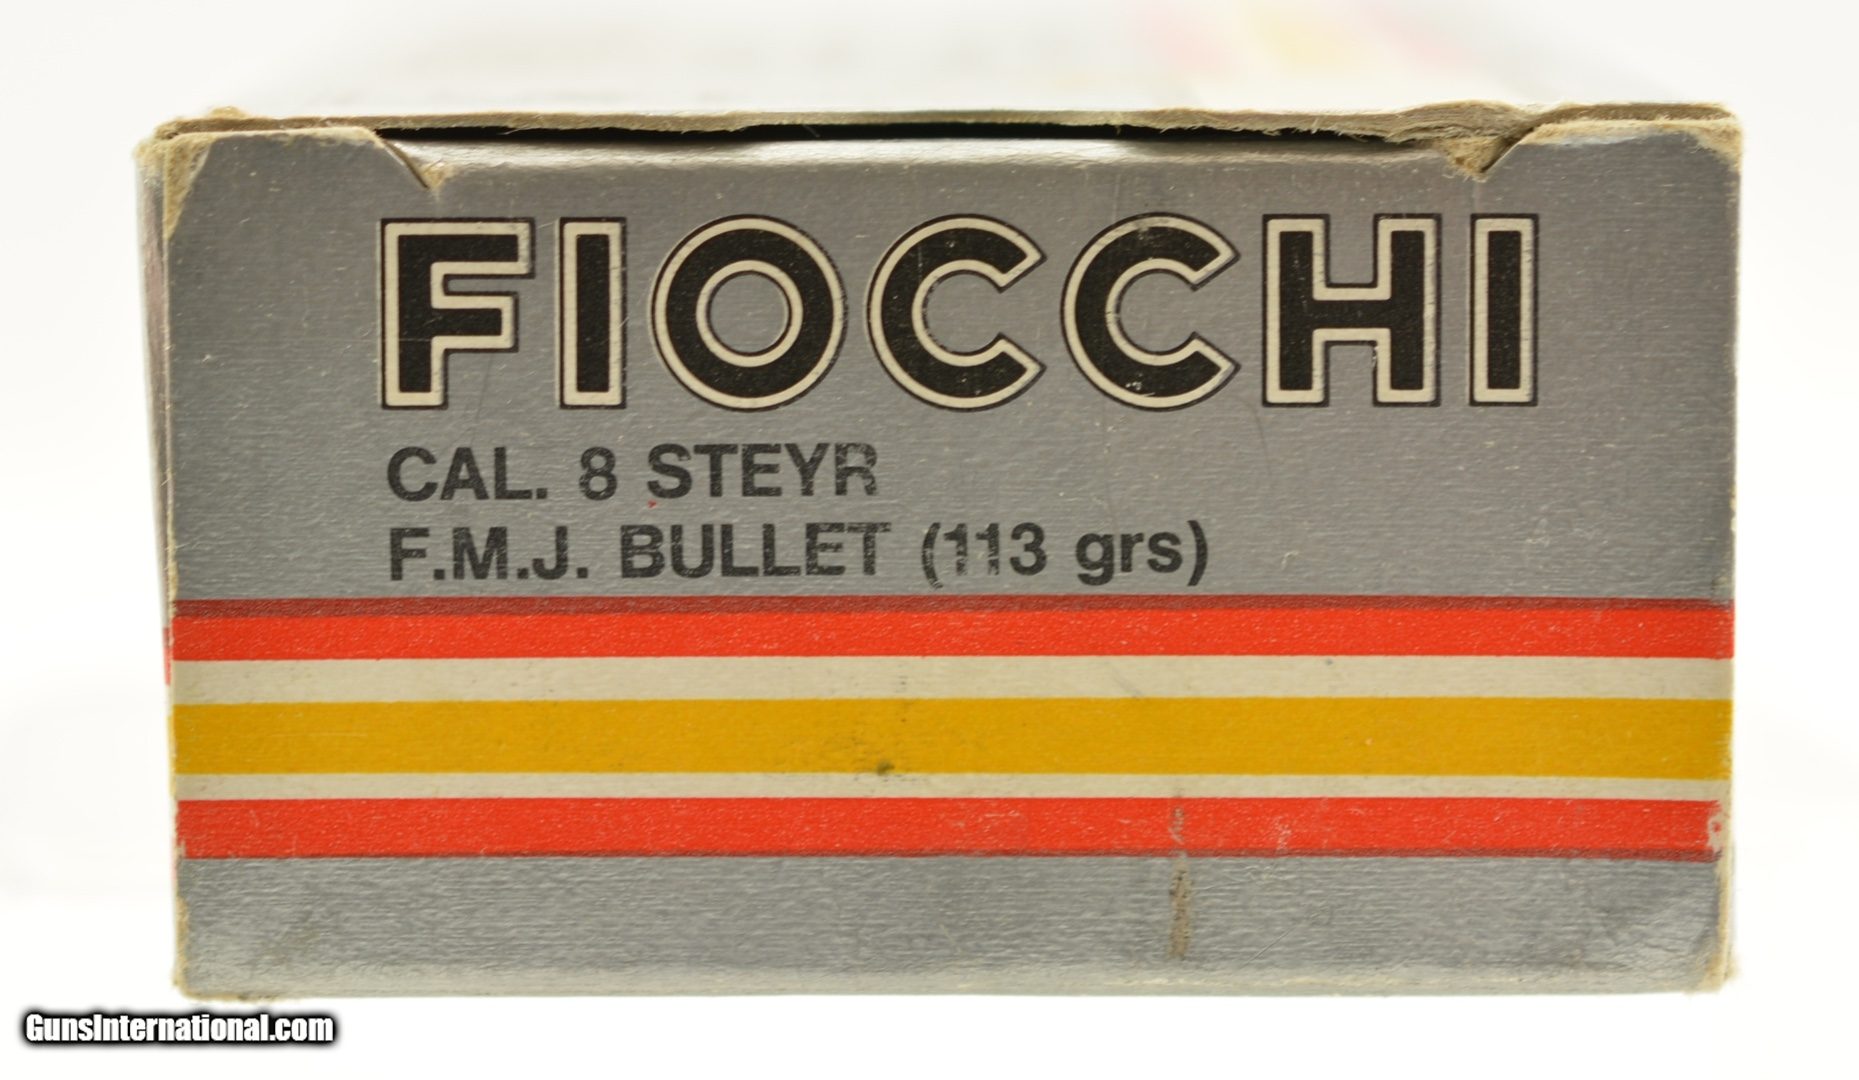 FIOCCHI
CAL. 8 STEYR
F.M.J. BULLET (113 grs)
GunsInternational.com